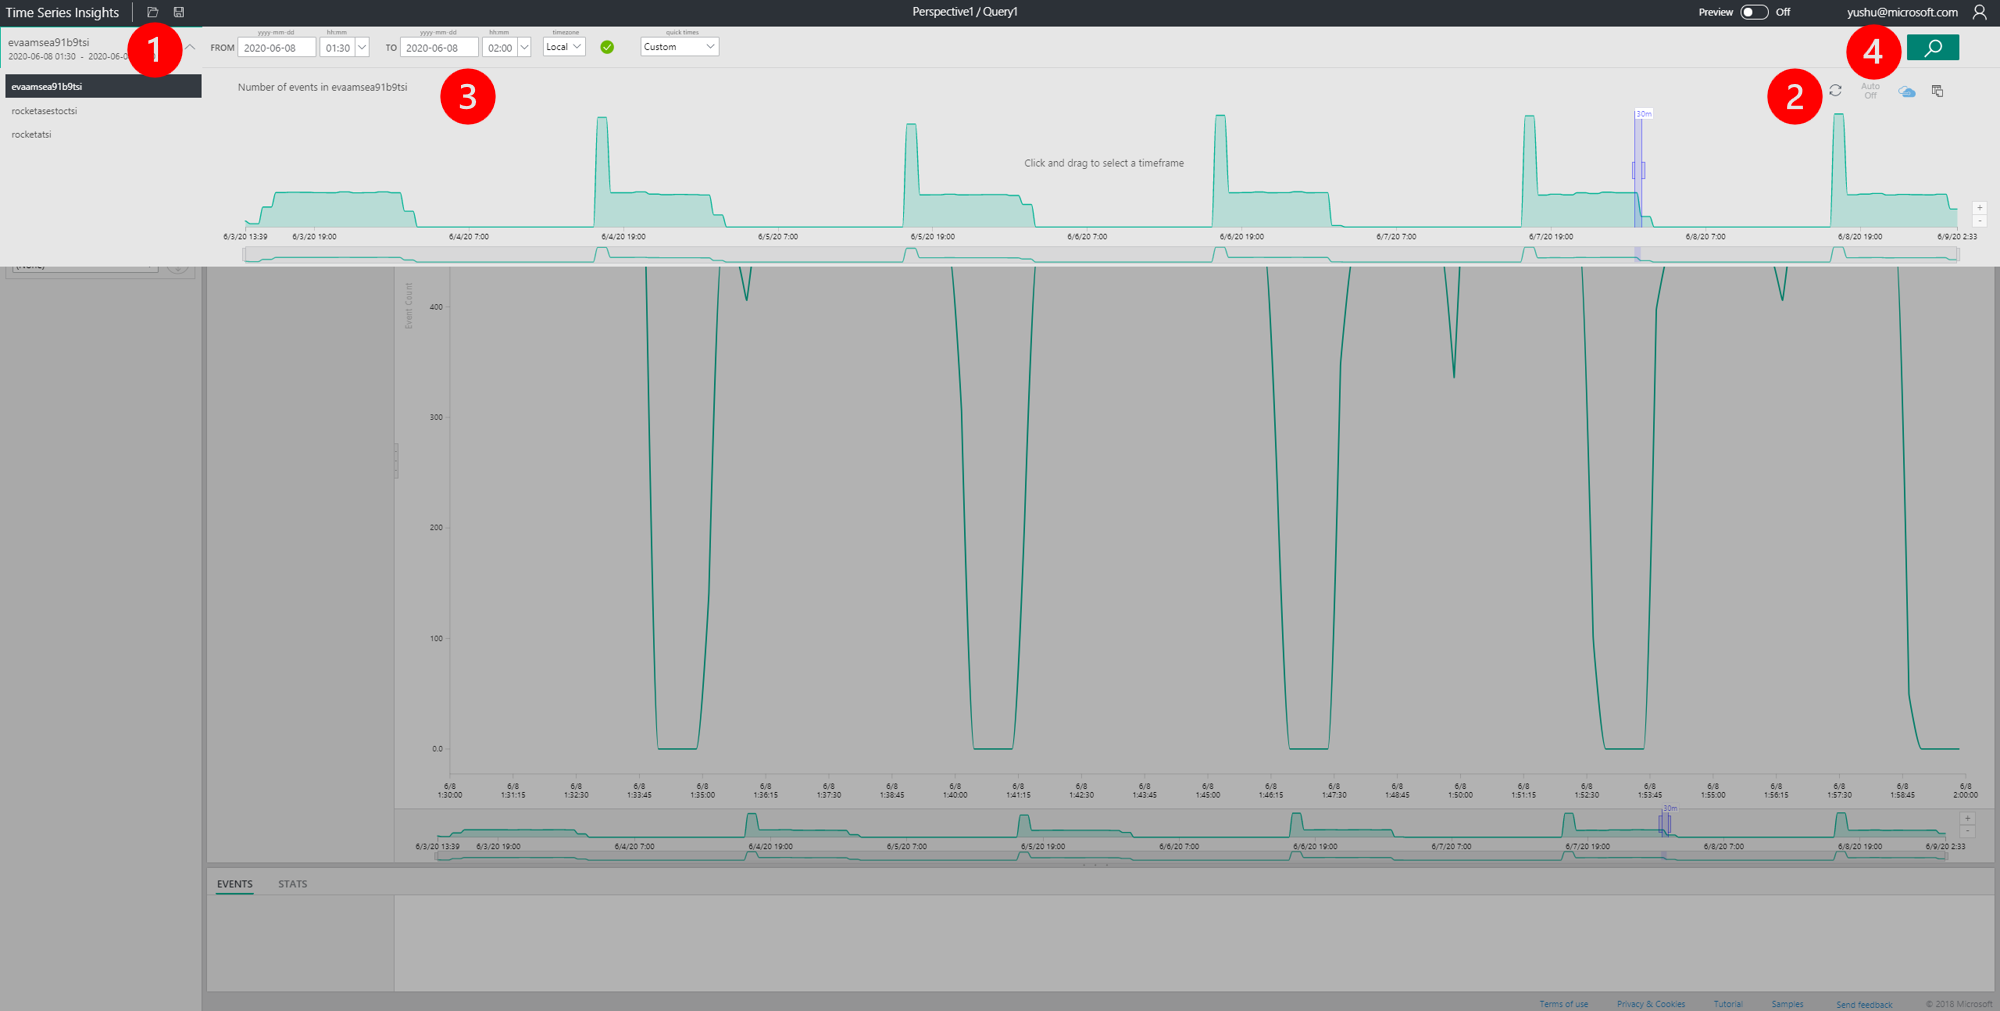 Time Series Insights
Perspective1 / Query1
Preview Off
yushu@microsoft.com
evaamsea91b9tsi
2020-06-08 01:30 - 2020-06-0
1
evaamsea91b9tsi
rocketasestoctsi
rocketatsi
FROM
yyyy-mm-dd
2020-06-08
hh:mm
01:30
TO
yyyy-mm-dd
2020-06-08
hh:mm
02:00
timezone
Local
quick times
Custom
4
Number of events in evaamsea91b9tsi
3
2
Auto
Off
30m
Click and drag to select a timeframe
+
-
6/3/20 13:39 6/3/20 19:00 6/4/20 7:00 6/4/20 19:00 6/5/20 7:00 6/5/20 19:00 6/6/20 7:00 6/6/20 19:00 6/7/20 7:00 6/7/20 19:00 6/8/20 7:00 6/8/20 19:00 6/9/20 2:33
(None)
Event Count
400
300
200
100
0.0
6/8 6/8 6/8 6/8 6/8 6/8 6/8 6/8 6/8 6/8 6/8 6/8 6/8 6/8 6/8 6/8 6/8 6/8 6/8 6/8 6/8 6/8 6/8 6/8 6/8
1:30:00 1:31:15 1:32:30 1:33:45 1:35:00 1:36:15 1:37:30 1:38:45 1:40:00 1:41:15 1:42:30 1:43:45 1:45:00 1:46:15 1:47:30 1:48:45 1:50:00 1:51:15 1:52:30 1:53:45 1:55:00 1:56:15 1:57:30 1:58:45 2:00:00
30m
+
-
6/3/20 13:39 6/3/20 19:00 6/4/20 7:00 6/4/20 19:00 6/5/20 7:00 6/5/20 19:00 6/6/20 7:00 6/6/20 19:00 6/7/20 7:00 6/7/20 19:00 6/8/20 7:00 6/8/20 19:00 6/9/20 2:33
EVENTS STATS
Terms of use Privacy & Cookies Tutorial Samples Send feedback © 2018 Microsoft